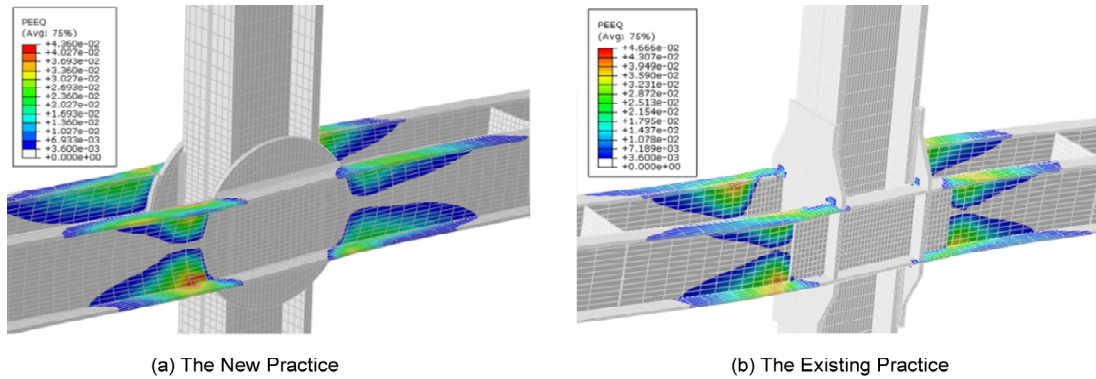 PEEQ
(Avg: 75%)
+4.360e-02
+4.027e-02
+3.693e-02
+3.360e-02
+3.027e-02
+2.693e-02
+2.360e-02
+2.027e-02
+1.693e-02
+1.360e-02
+1.027e-02
+6.933e-03
+3.600e-03
+0.000e+00
PEEQ
(Avg: 75%)
+4.666e-02
+4.307e-02
+3.949e-02
+3.590e-02
+3.231e-02
+2.872e-02
+2.513e-02
+2.154e-02
+1.795e-02
+1.437e-02
+1.078e-02
+7.189e-03
+3.600e-03
+0.000e+00
(a) The New Practice
(b) The Existing Practice